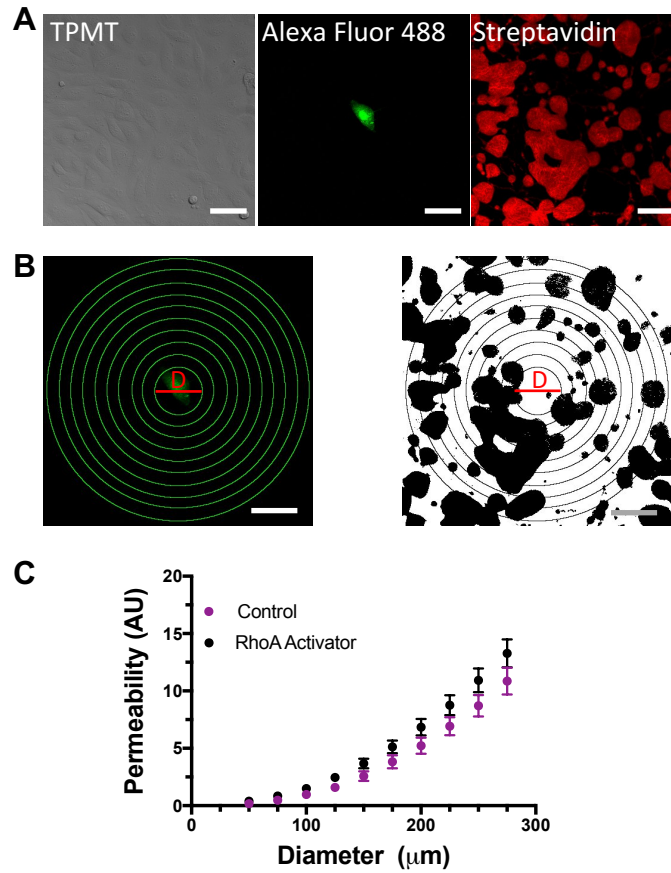 A
TPMT
Alexa Fluor 488
Streptavidin
B
D
D
C
Permeability (AU)
20
15
10
5
0
Control
RhoA Activator
0
100
200
300
Diameter (μm)